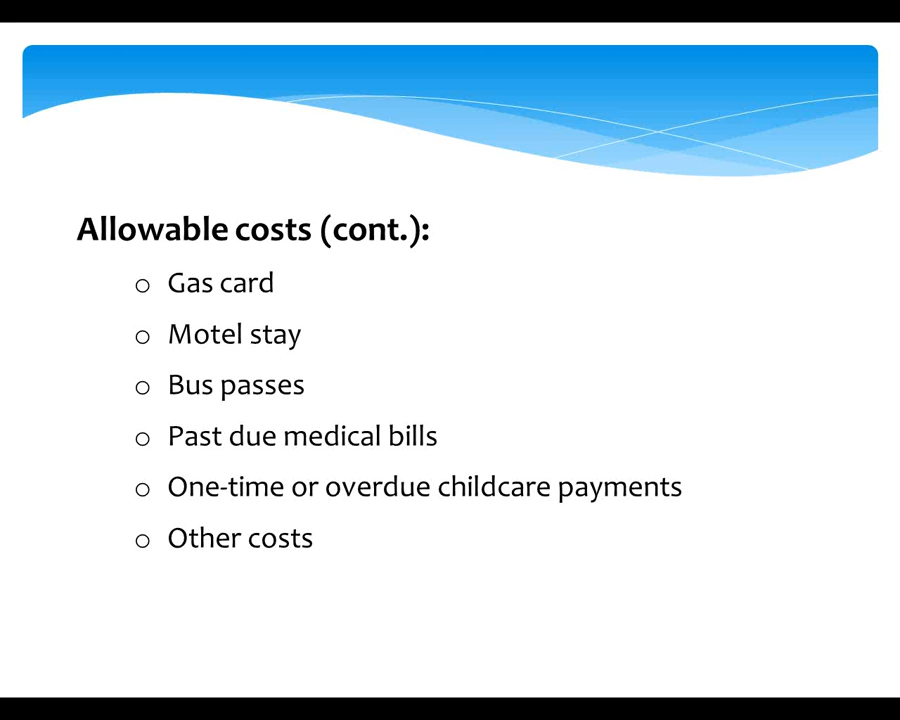 Allowable costs (cont.):
o Gas card
o Motel stay
o Bus passes
o Past due medical bills
o One-time or overdue childcare payments
o Other costs